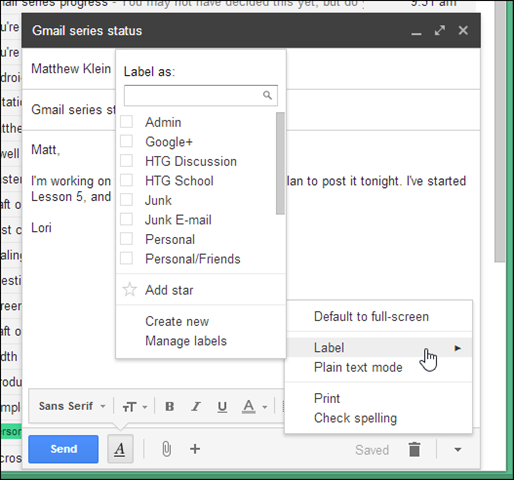 nail series progress - You may not have decided this yet, but do y 9:51 am
Gmail series status
Matthew Klein
Gmail series st
Matt,
I'm working on
lan to post it tonight. I've started
Lesson 5, and
Lori
Label as:
Admin
Google+
HTG Discussion
HTG School
Junk
Junk E-mail
Personal
Personal/Friends
Add star
Create new
Manage labels
Default to full-screen
Label
Plain text mode
Print
Check spelling
Sans Serif
B I U A
Send
A
Saved